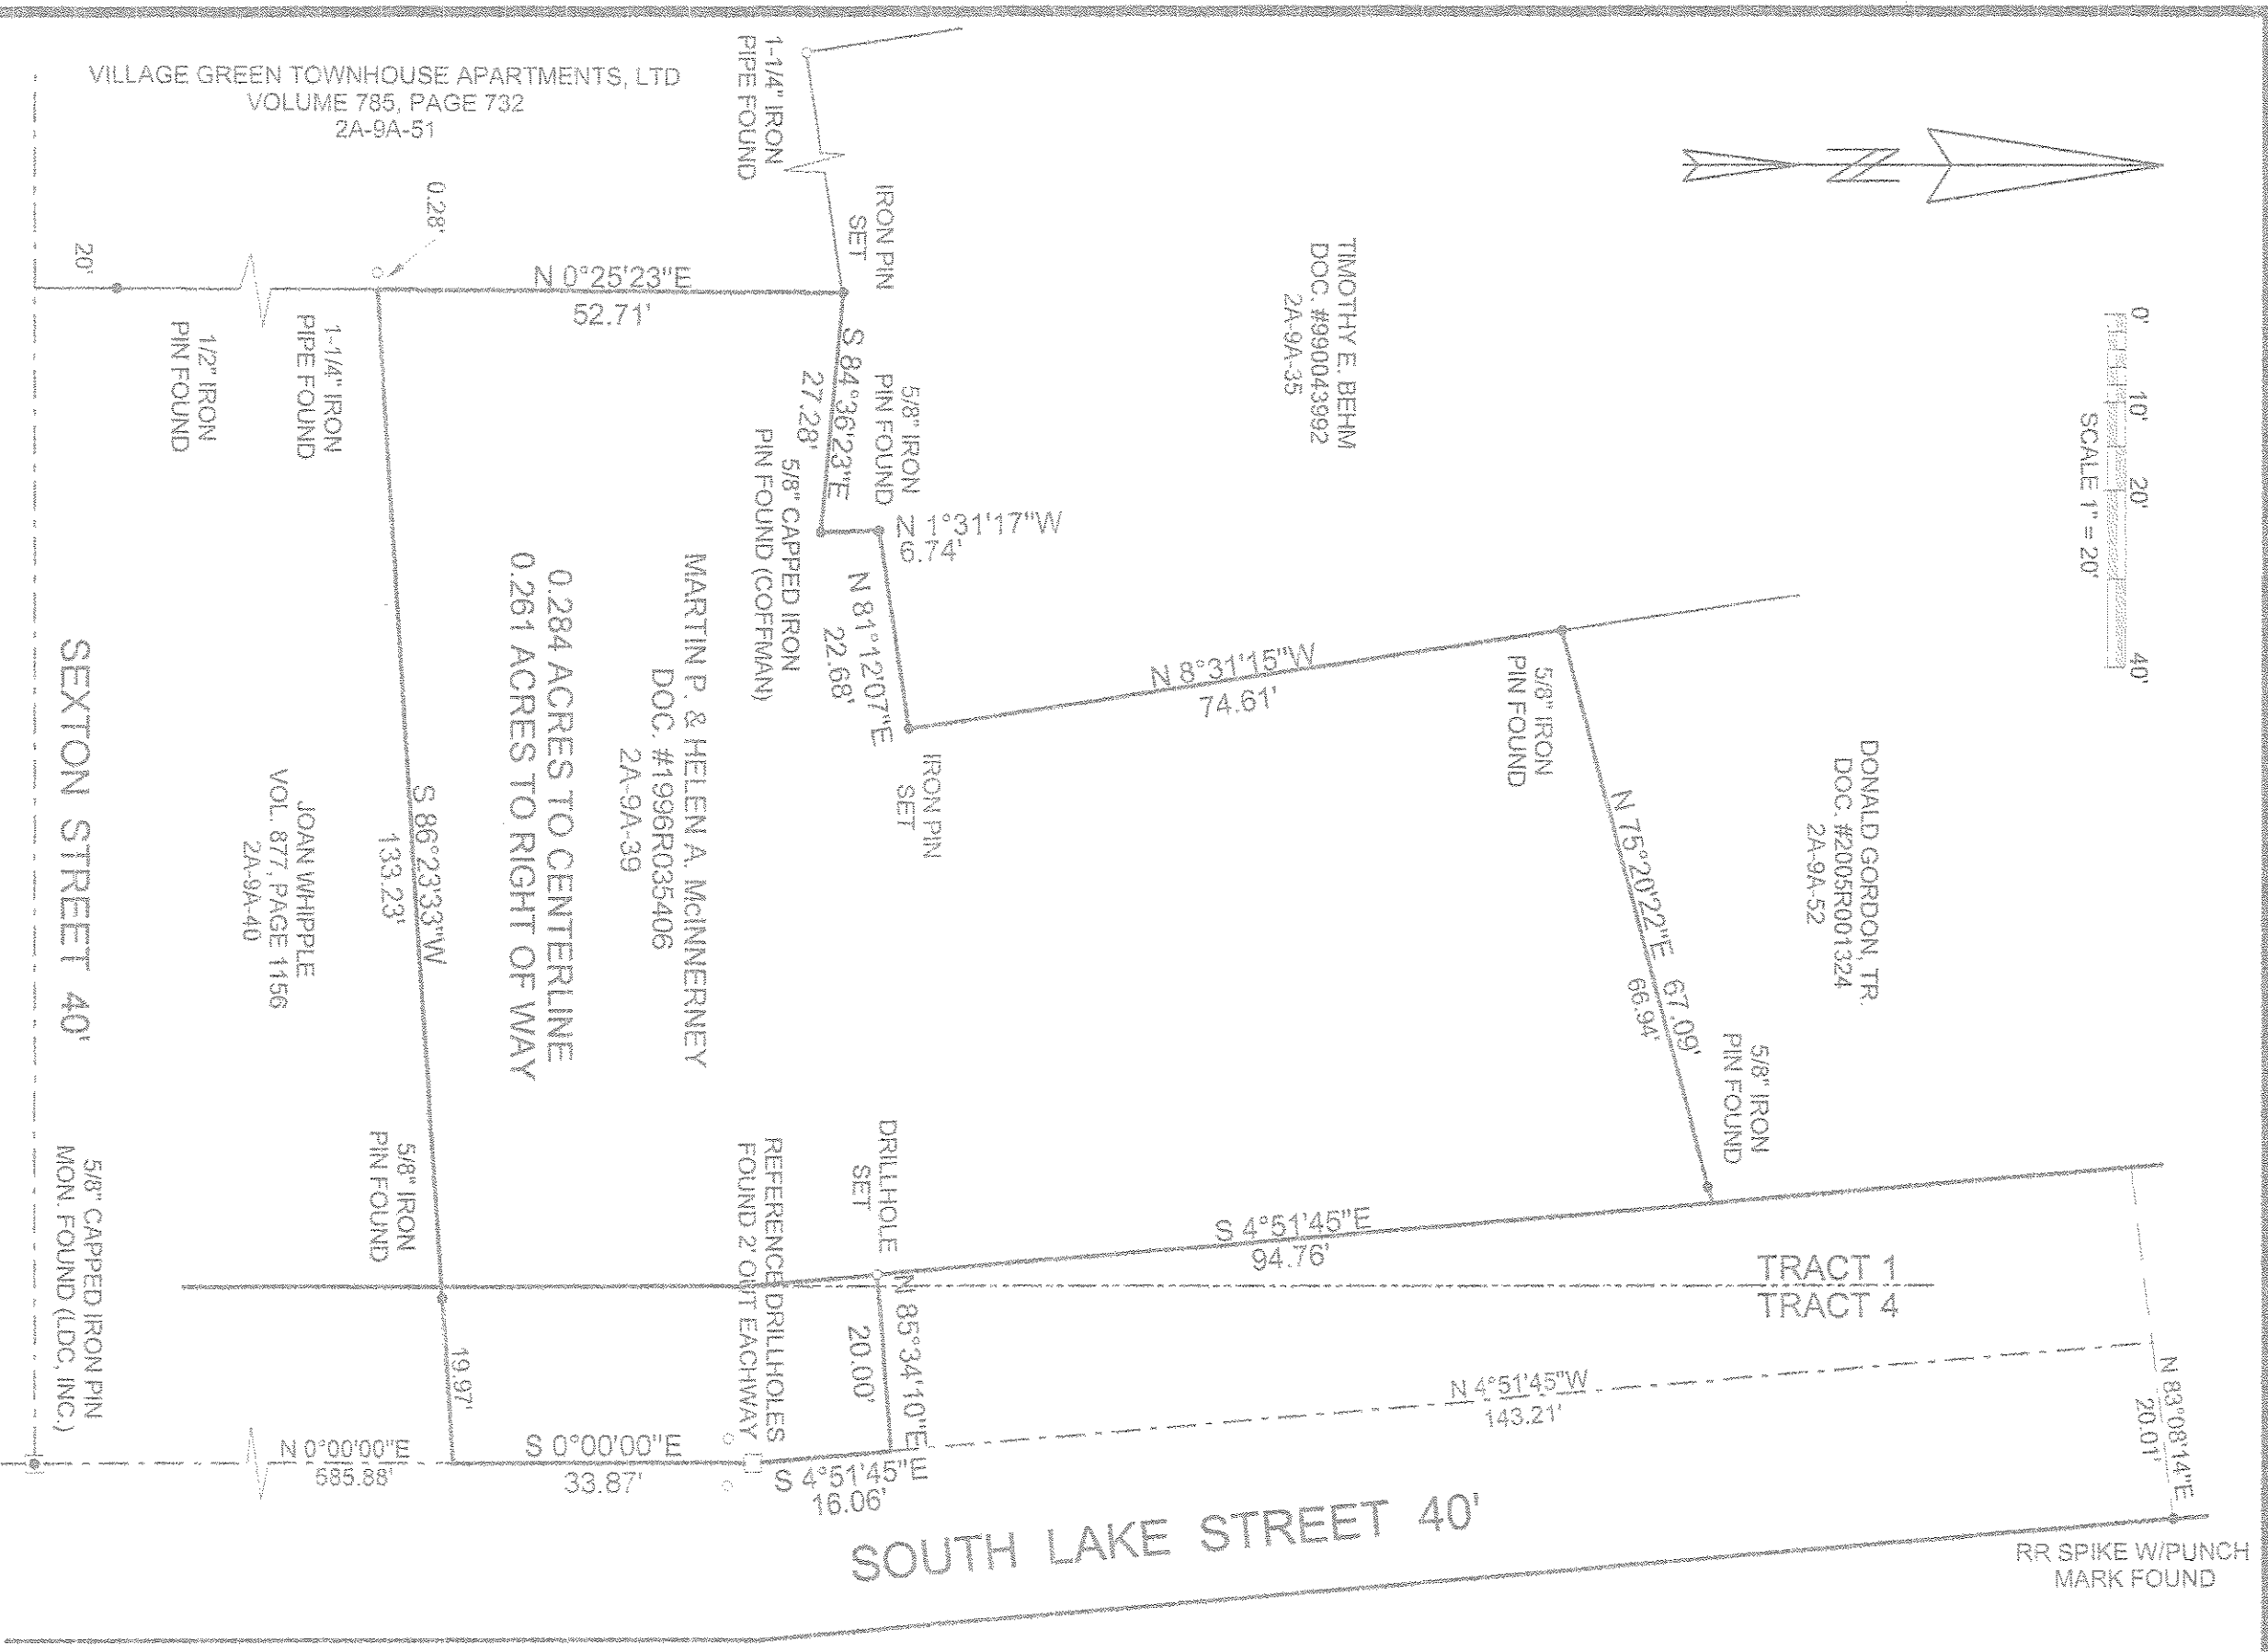 VILLAGE GREEN TOWNHOUSE APARTMENTS, LTD
VOLUME 785, PAGE 732
2A-9A-51
1-1/4" IRON
PIPE FOUND
IRON PIN
SET
N
0'
10'
20'
40'
SCALE 1" = 20'
TIMOTHY E. BEHM
DOC. #990043992
2A-9A-35
0.28'
20'
N 0°25'23"E
52.71'
1-1/4" IRON
PIPE FOUND
1/2" IRON
PIN FOUND
S 84°36'23"E
27.28'
5/8" IRON
PIN FOUND
5/8" CAPPED IRON
PIN FOUND (COFFMAN)
N 1°31'17"W
6.74'
N 81°12'07"E
22.68'
IRON PIN
SET
N 8°31'15"W
74.61'
5/8" IRON
PIN FOUND
N 75°20'22"E 67.09'
66.94'
5/8" IRON
PIN FOUND
DONALD GORDON, TR.
DOC. #2005R001324
2A-9A-52
MARTIN P. & HELEN A. McINNERNEY
DOC. #1996R035406
2A-9A-39
0.284 ACRES TO CENTERLINE
0.261 ACRES TO RIGHT OF WAY
S 86°23'33"W
133.23'
JOAN WHIPPLE
VOL. 877, PAGE 1156
2A-9A-40
SEXTON STREET 40'
5/8" CAPPED IRON PIN
MON. FOUND (LDC, INC.)
5/8" IRON
PIN FOUND
19.97'
DRILLHOLE
SET
REFERENCE DRILLHOLES
FOUND 2' OUT EACHWAY
N 85°34'10"E
20.00'
S 4°51'45"E
94.76'
TRACT 1
TRACT 4
N 4°51'45"W
143.21'
N 83°08'14"E
20.01'
N 0°00'00"E
685.88'
S 0°00'00"E
33.87'
S 4°51'45"E
16.06'
SOUTH LAKE STREET 40'
RR SPIKE W/PUNCH
MARK FOUND